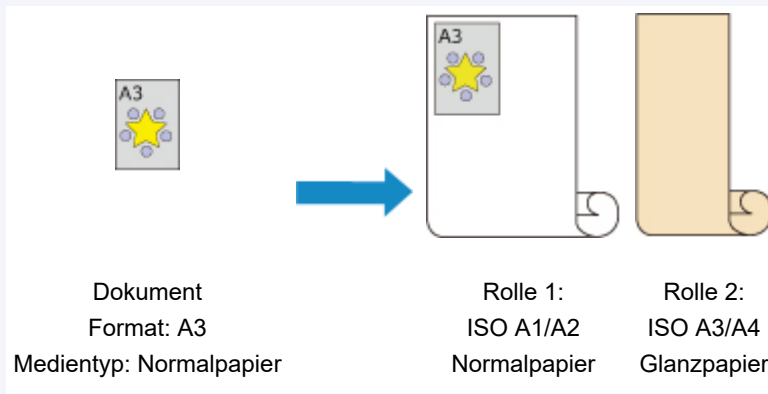 A3
A3
Dokument
Format: A3
Medientyp: Normalpapier
Rolle 1:
ISO A1/A2
Normalpapier
Rolle 2:
ISO A3/A4
Glanzpapier